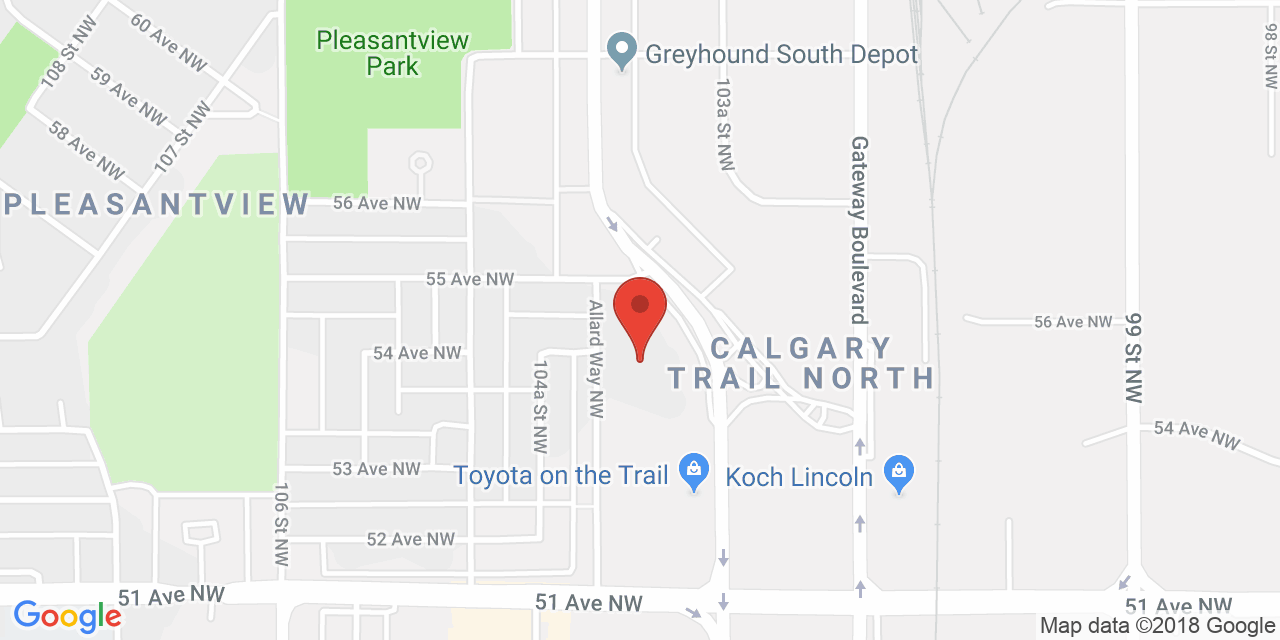 60 Ave NW
108 St NW
59 Ave NW
107 St NW
58 Ave NW
Pleasantview
Park
Greyhound South Depot
98 St NW
103a St NW
Gateway Boulevard
PLEASANTVIEW
56 Ave NW
55 Ave NW
Allard Way NW
56 Ave NW
99 St NW
54 Ave NW
104a St NW
CALGARY
TRAIL NORTH
54 Ave NW
53 Ave NW
Toyota on the Trail
Koch Lincoln
106 St NW
52 Ave NW
51 Ave NW
51 Ave NW
51 Ave NW
Google
Map data ©2018 Google